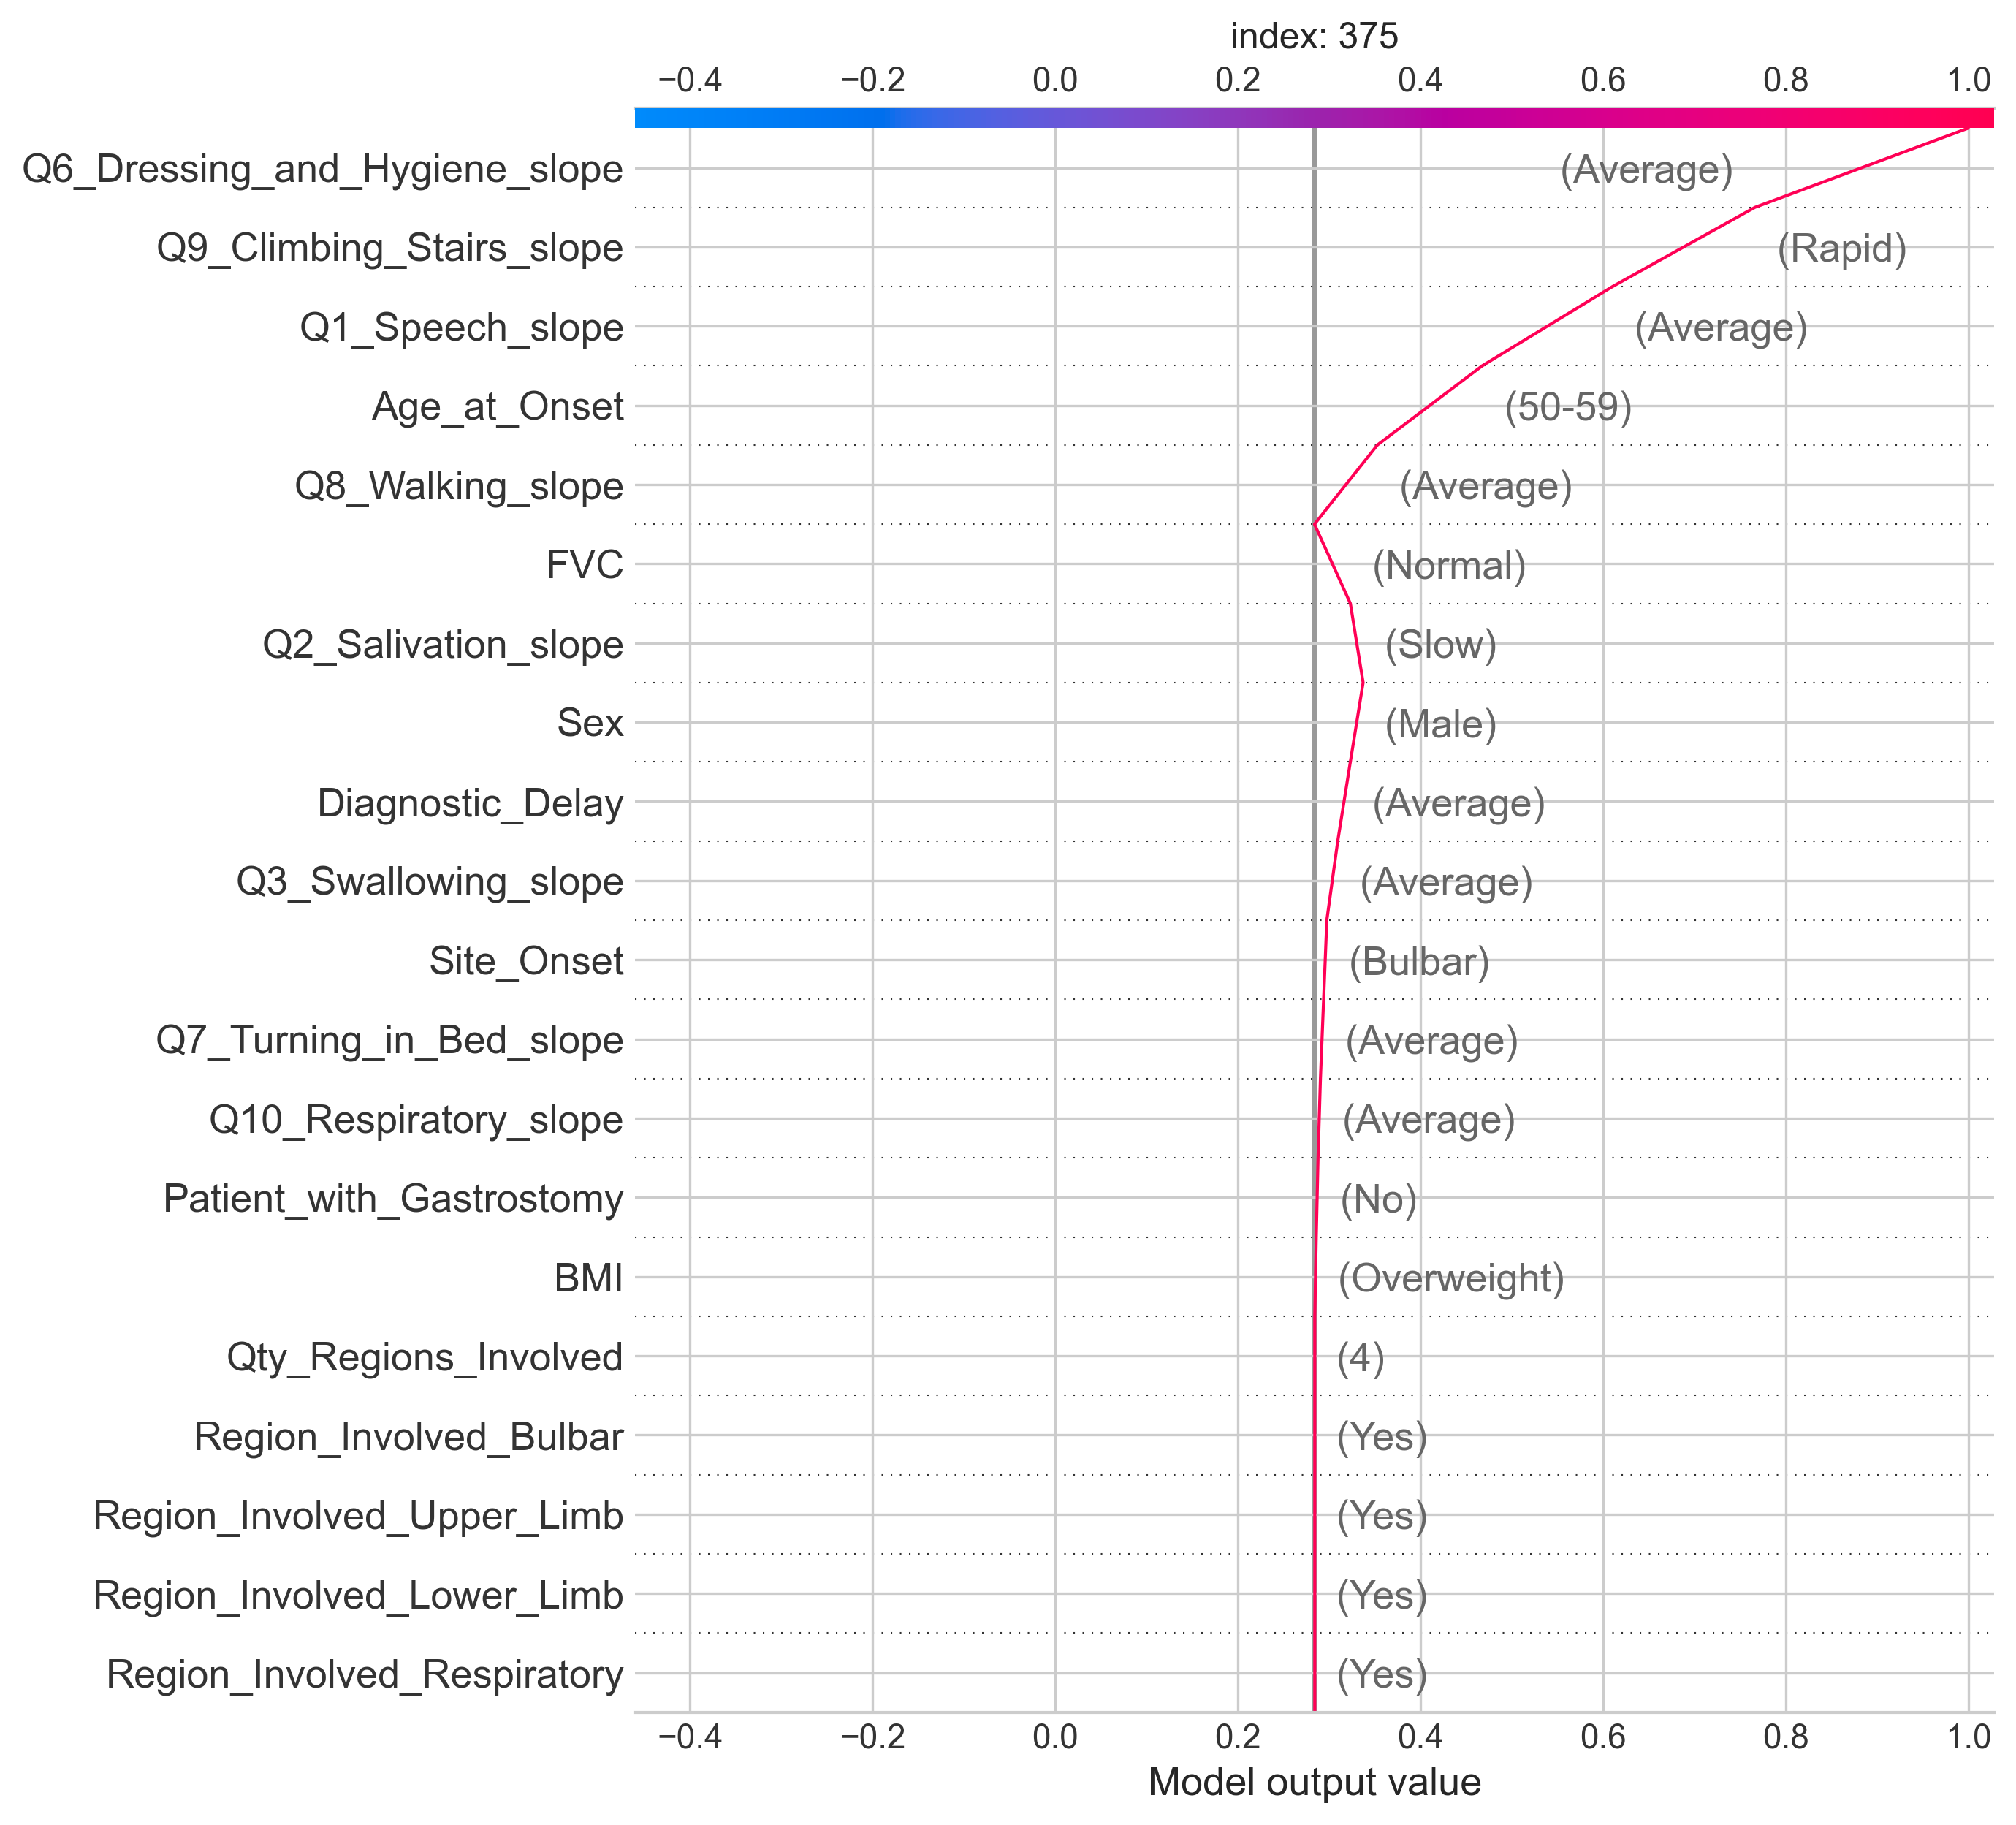 index: 375
−0.4 −0.2 0.0 0.2 0.4 0.6 0.8 1.0
Q6_Dressing_and_Hygiene_slope (Average)
Q9_Climbing_Stairs_slope (Rapid)
Q1_Speech_slope (Average)
Age_at_Onset (50-59)
Q8_Walking_slope (Average)
FVC (Normal)
Q2_Salivation_slope (Slow)
Sex (Male)
Diagnostic_Delay (Average)
Q3_Swallowing_slope (Average)
Site_Onset (Bulbar)
Q7_Turning_in_Bed_slope (Average)
Q10_Respiratory_slope (Average)
Patient_with_Gastrostomy (No)
BMI (Overweight)
Qty_Regions_Involved (4)
Region_Involved_Bulbar (Yes)
Region_Involved_Upper_Limb (Yes)
Region_Involved_Lower_Limb (Yes)
Region_Involved_Respiratory (Yes)
−0.4 −0.2 0.0 0.2 0.4 0.6 0.8 1.0
Model output value